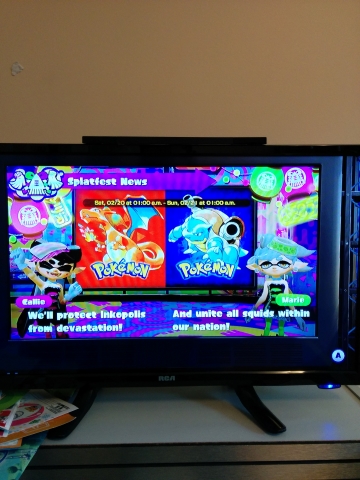 Splatfest News
Sat, 02/20 at 01:00 a.m. - Sun, 02/21 at 01:00 a.m.
POKéMON
POKéMON
Callie
Marie
We'll protect Inkopolis
from devastation!
And unite all squids within
our nation!
A
RCA